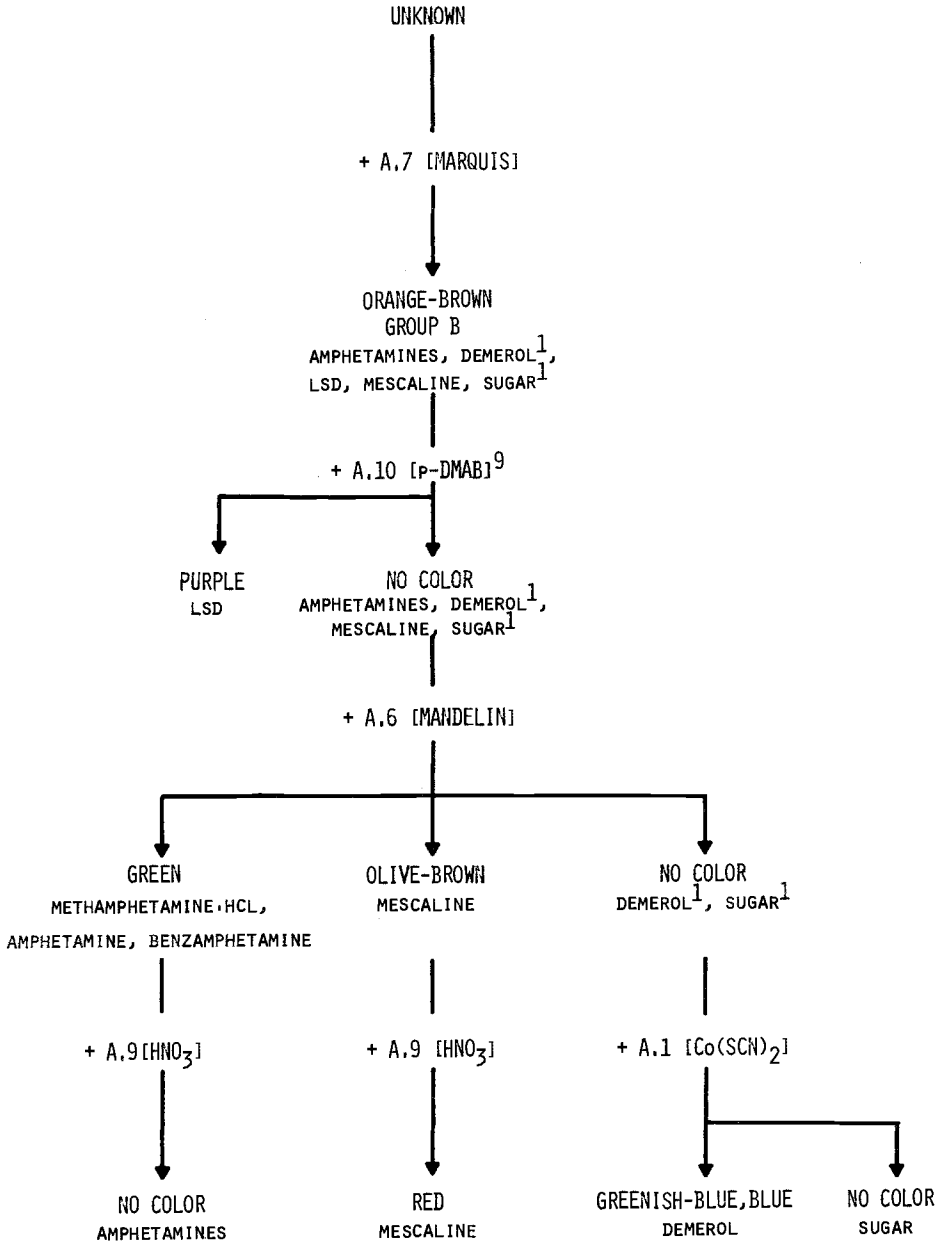 UNKNOWN
+ A.7 [MARQUIS]
ORANGE-BROWN
GROUP B
AMPHETAMINES, DEMEROL¹,
LSD, MESCALINE, SUGAR¹
+ A.10 [P-DMAB]⁹
PURPLE
LSD
NO COLOR
AMPHETAMINES, DEMEROL¹,
MESCALINE, SUGAR¹
+ A.6 [MANDELIN]
GREEN
METHAMPHETAMINE.HCL,
AMPHETAMINE, BENZAMPHETAMINE
OLIVE-BROWN
MESCALINE
NO COLOR
DEMEROL¹, SUGAR¹
+ A.9[HNO₃]
+ A.9 [HNO₃]
+ A.1 [Co(SCN)₂]
NO COLOR
AMPHETAMINES
RED
MESCALINE
GREENISH-BLUE, BLUE
DEMEROL
NO COLOR
SUGAR